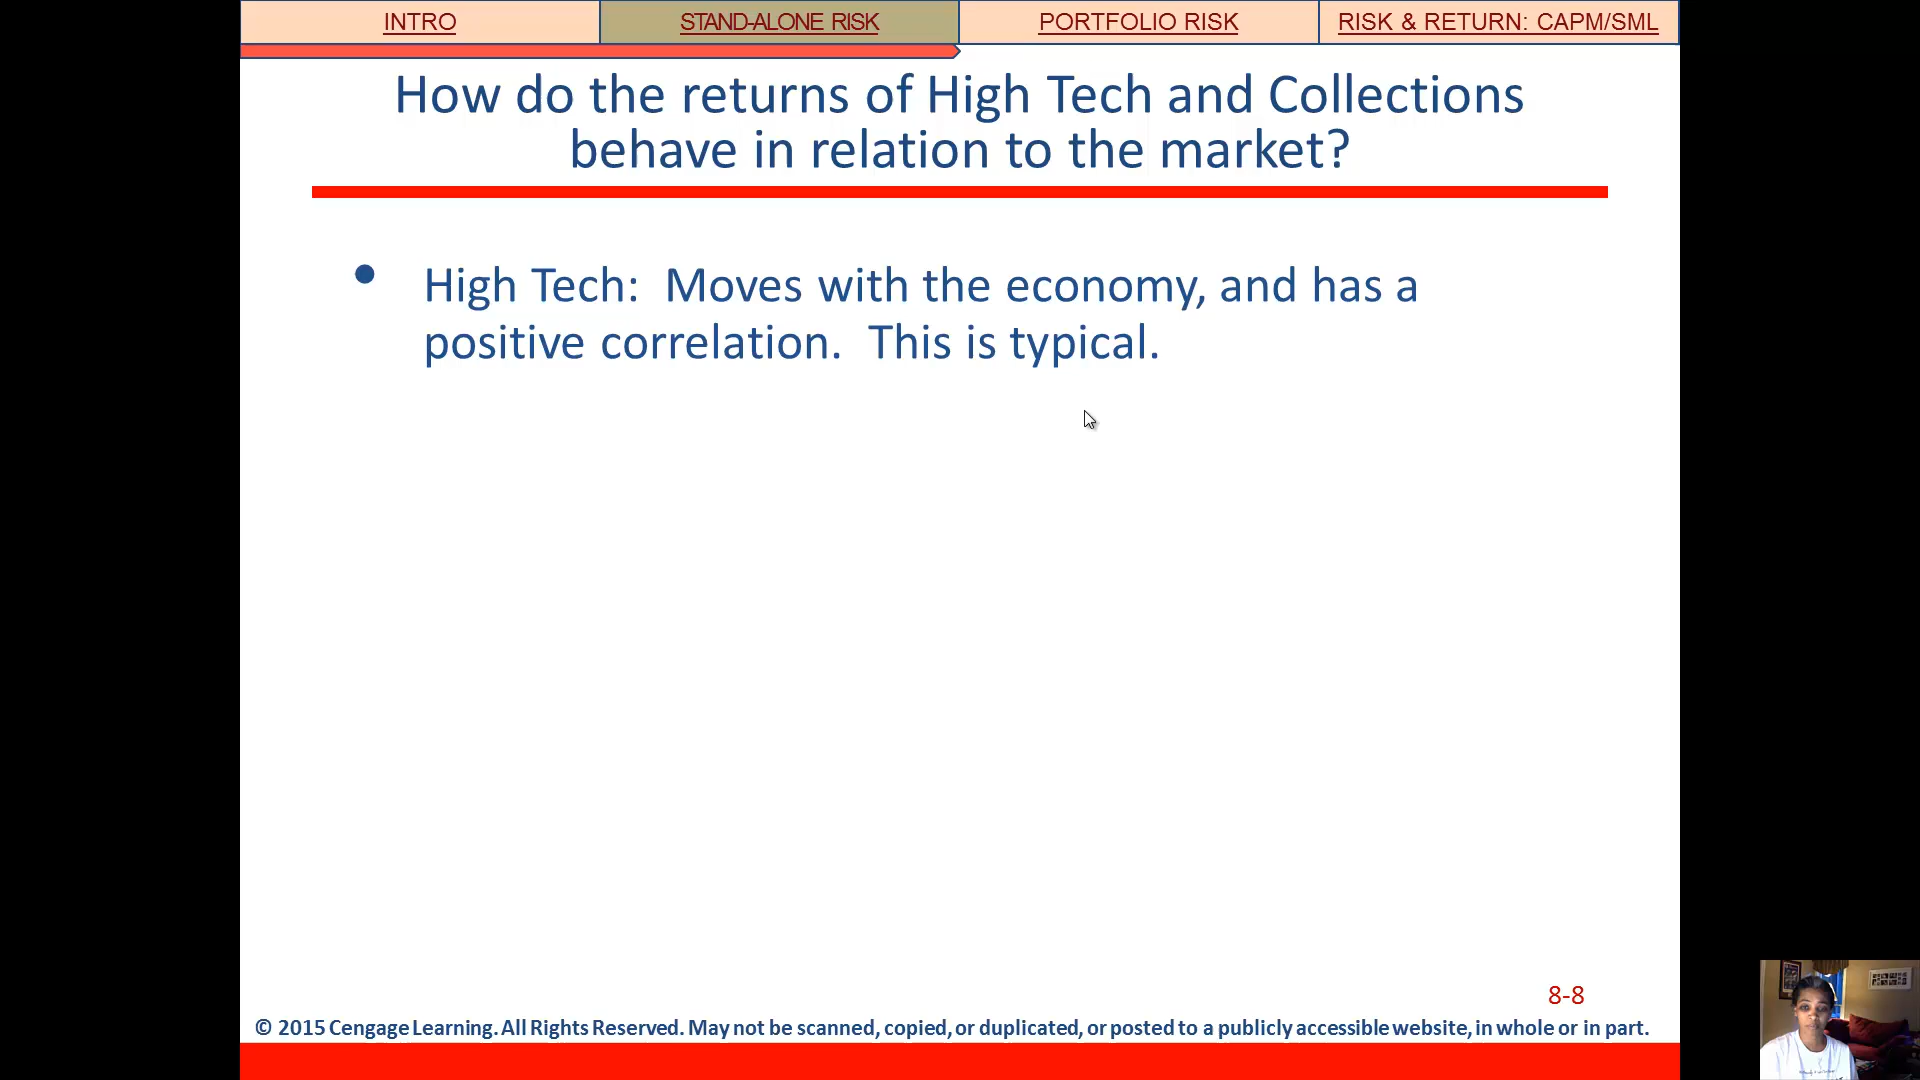 INTRO
STAND-ALONE RISK
PORTFOLIO RISK
RISK & RETURN: CAPM/SML
How do the returns of High Tech and Collections
behave in relation to the market?
• High Tech:  Moves with the economy, and has a
positive correlation.  This is typical.
8-8
© 2015 Cengage Learning. All Rights Reserved. May not be scanned, copied, or duplicated, or posted to a publicly accessible website, in whole or in part.